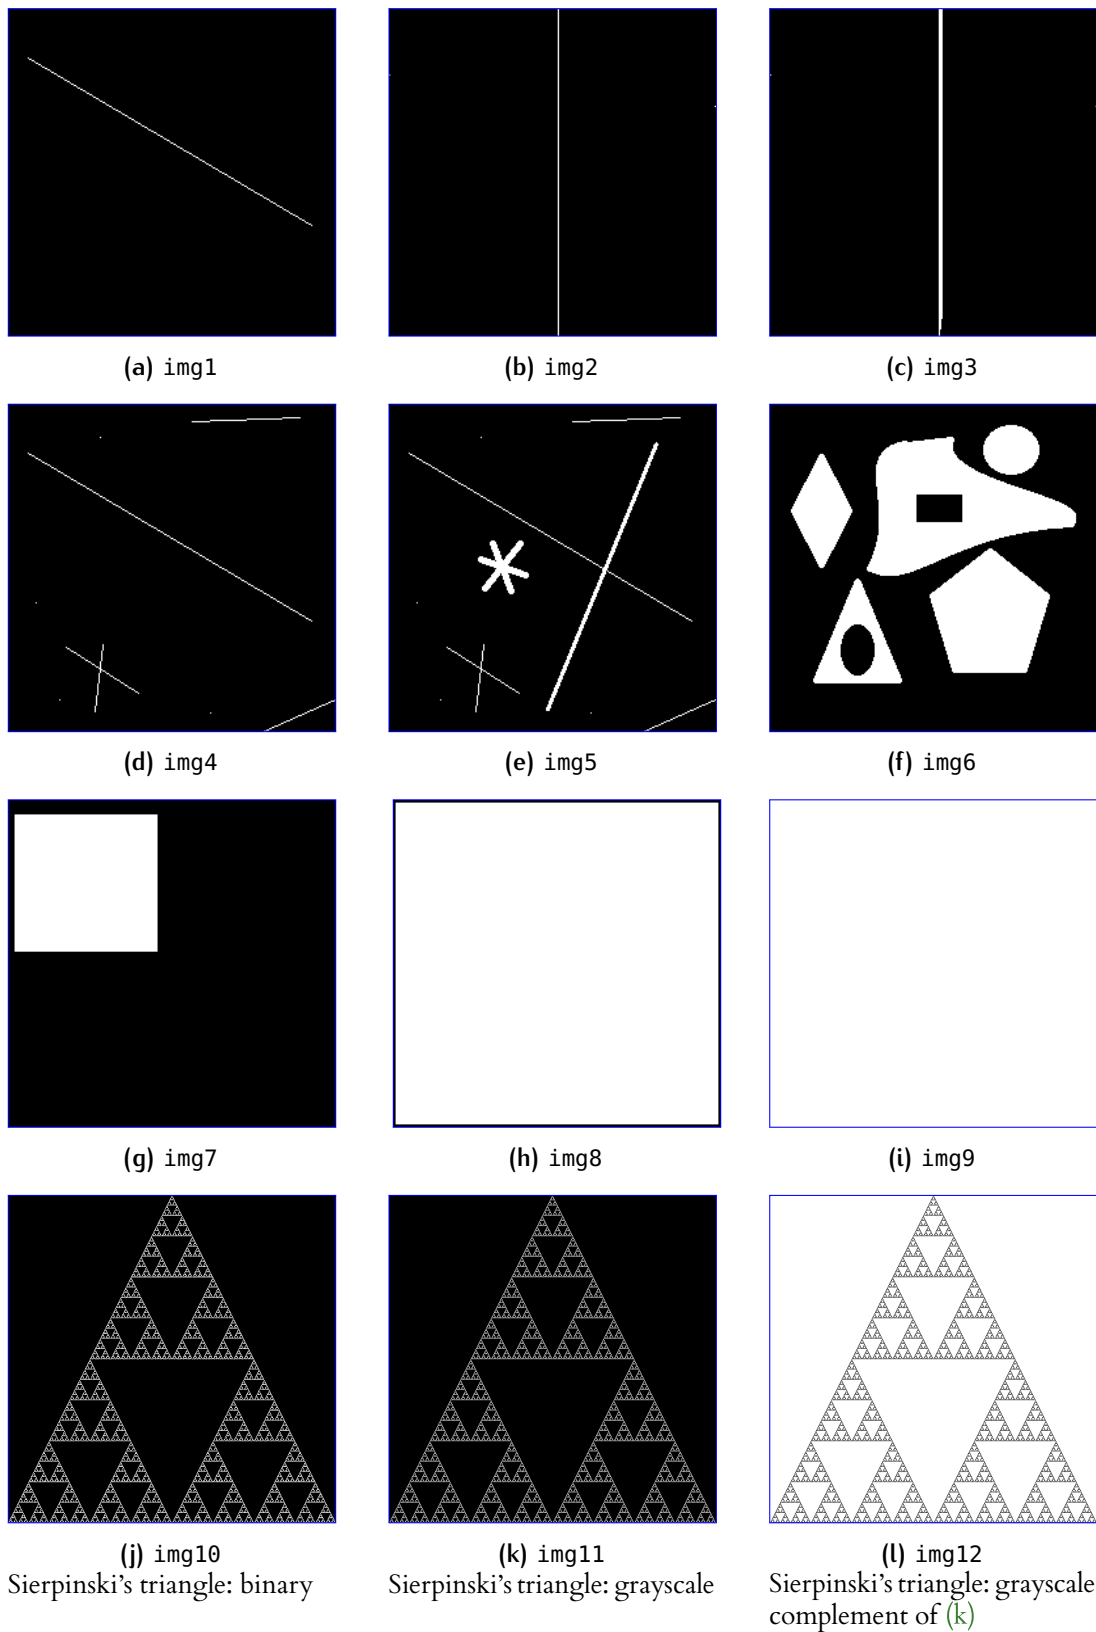 (a) img1
(b) img2
(c) img3
(d) img4
(e) img5
(f) img6
(g) img7
(h) img8
(i) img9
(j) img10
Sierpinski's triangle: binary
(k) img11
Sierpinski's triangle: grayscale
(l) img12
Sierpinski's triangle: grayscale
complement of (k)